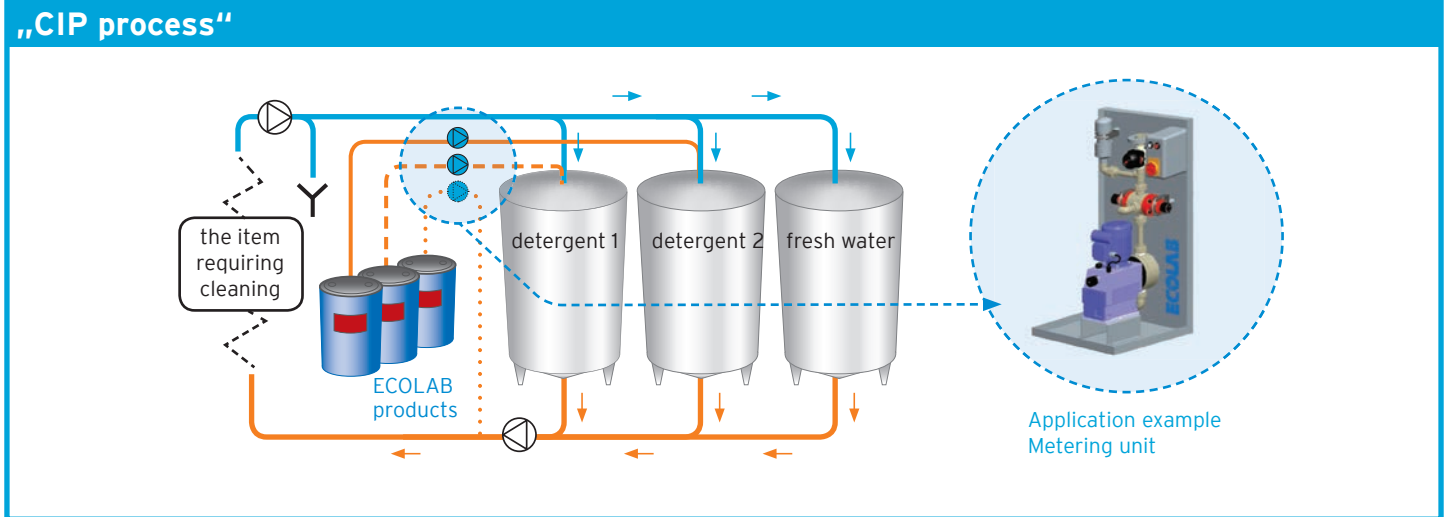 „CIP process“
the item
requiring
cleaning
detergent 1
detergent 2
fresh water
ECOLAB
products
ECOLAB
Application example
Metering unit